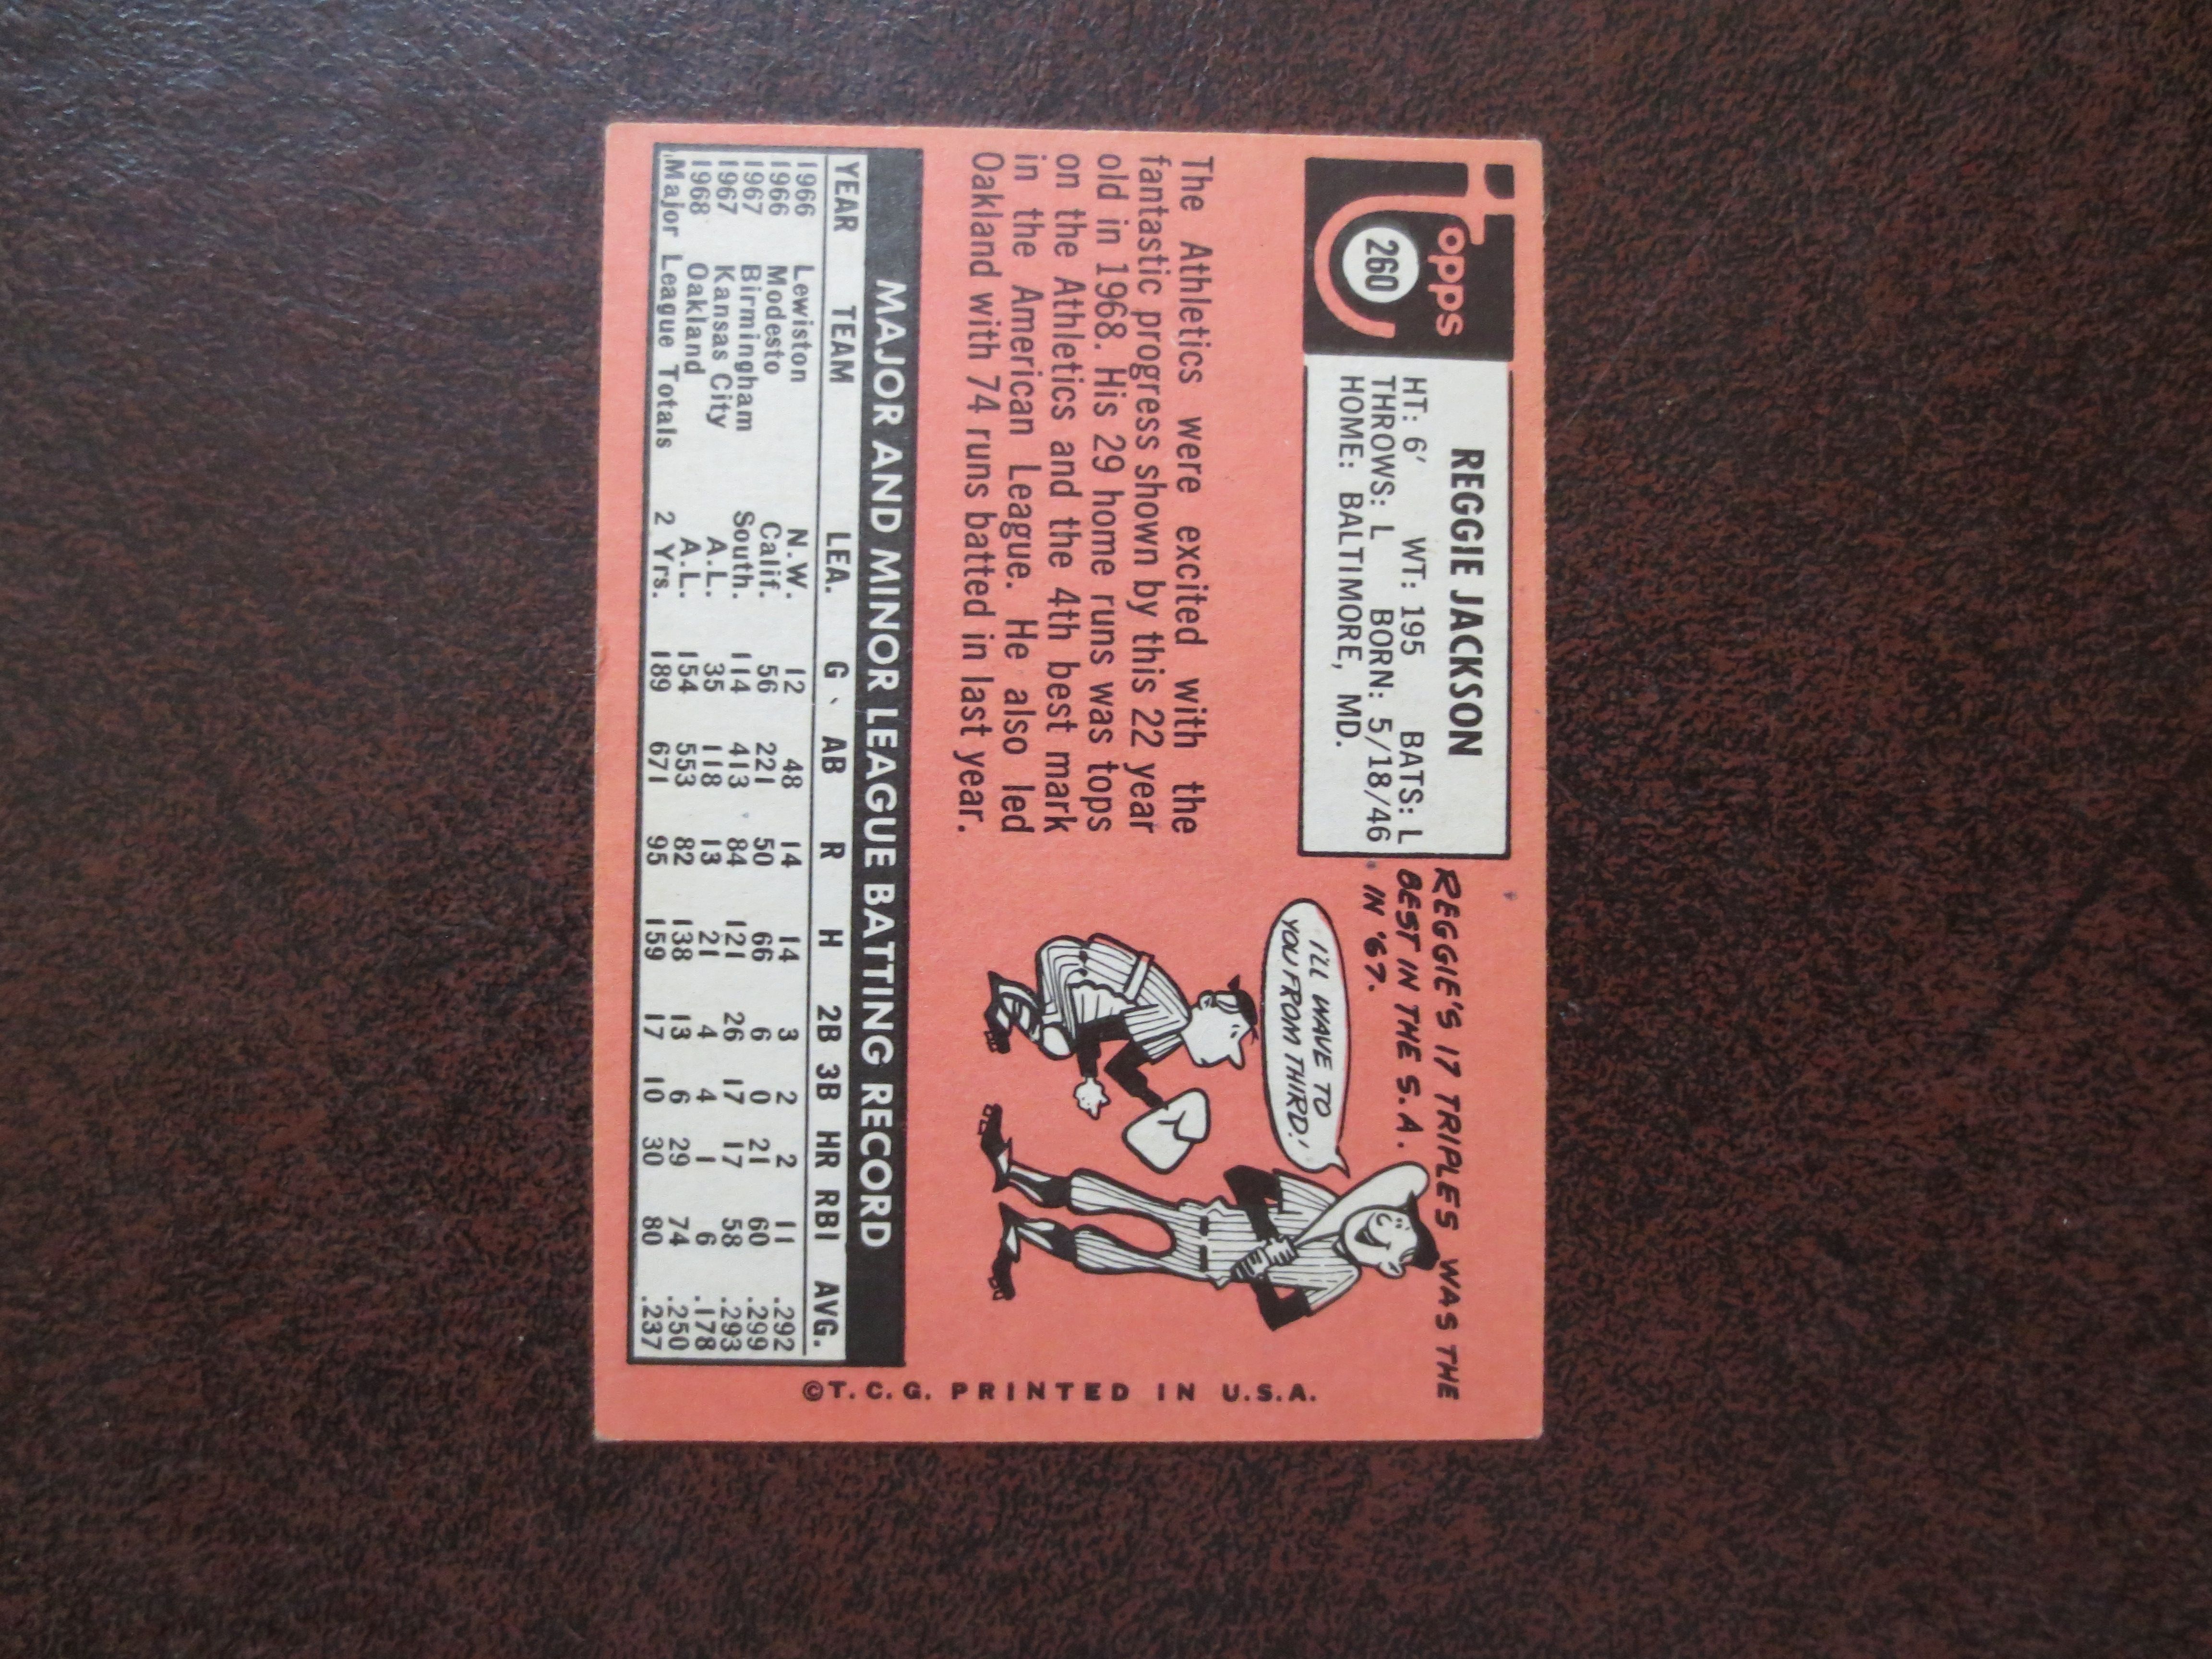 Topps
260
REGGIE JACKSON
HT: 6' WT: 195 BATS: L
THROWS: L BORN: 5/18/46
HOME: BALTIMORE, MD.
REGGIE'S 17 TRIPLES WAS THE
BEST IN THE S.A.
IN '67.
I'LL WAVE TO
YOU FROM THIRD!
The Athletics were excited with the
fantastic progress shown by this 22 year
old in 1968. His 29 home runs was tops
on the Athletics and the 4th best mark
in the American League. He also led
Oakland with 74 runs batted in last year.
MAJOR AND MINOR LEAGUE BATTING RECORD
YEAR TEAM LEA. G AB R H 2B 3B HR RBI AVG.
1966 Lewiston N.W. 12 48 14 14 3 2 2 11 .292
1966 Modesto Calif. 56 221 50 66 6 0 21 60 .299
1967 Birmingham South. 114 413 84 121 26 17 17 58 .293
1967 Kansas City A.L. 35 118 13 21 4 4 1 6 .178
1968 Oakland A.L. 154 553 82 138 13 6 29 74 .250
Major League Totals 2 Yrs. 189 671 95 159 17 10 30 80 .237
©T.C.G. PRINTED IN U.S.A.